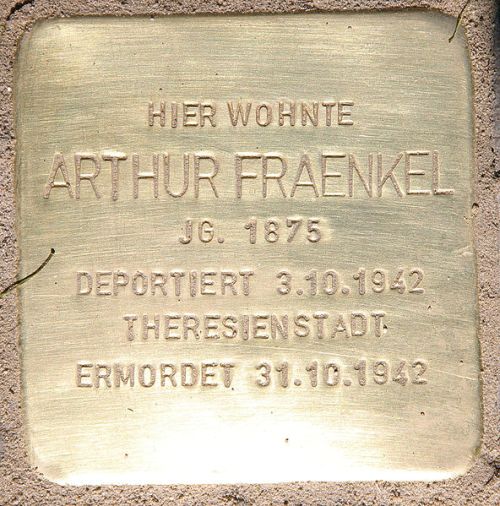 HIER WOHNTE
ARTHUR FRAENKEL
JG. 1875
DEPORTIERT 3.10.1942
THERESIENSTADT
ERMORDET 31.10.1942